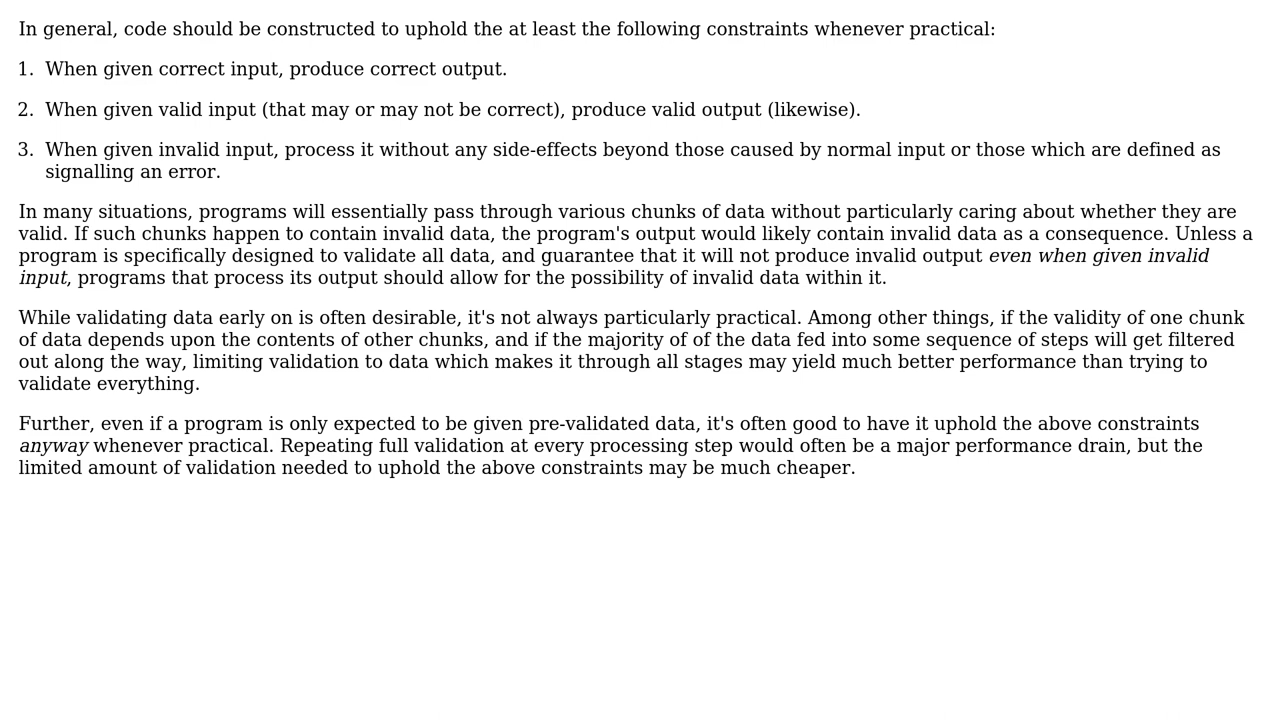 In general, code should be constructed to uphold the at least the following constraints whenever practical:
1. When given correct input, produce correct output.
2. When given valid input (that may or may not be correct), produce valid output (likewise).
3. When given invalid input, process it without any side-effects beyond those caused by normal input or those which are defined as
signalling an error.
In many situations, programs will essentially pass through various chunks of data without particularly caring about whether they are
valid. If such chunks happen to contain invalid data, the program's output would likely contain invalid data as a consequence. Unless a
program is specifically designed to validate all data, and guarantee that it will not produce invalid output even when given invalid
input, programs that process its output should allow for the possibility of invalid data within it.
While validating data early on is often desirable, it's not always particularly practical. Among other things, if the validity of one chunk
of data depends upon the contents of other chunks, and if the majority of of the data fed into some sequence of steps will get filtered
out along the way, limiting validation to data which makes it through all stages may yield much better performance than trying to
validate everything.
Further, even if a program is only expected to be given pre-validated data, it's often good to have it uphold the above constraints
anyway whenever practical. Repeating full validation at every processing step would often be a major performance drain, but the
limited amount of validation needed to uphold the above constraints may be much cheaper.